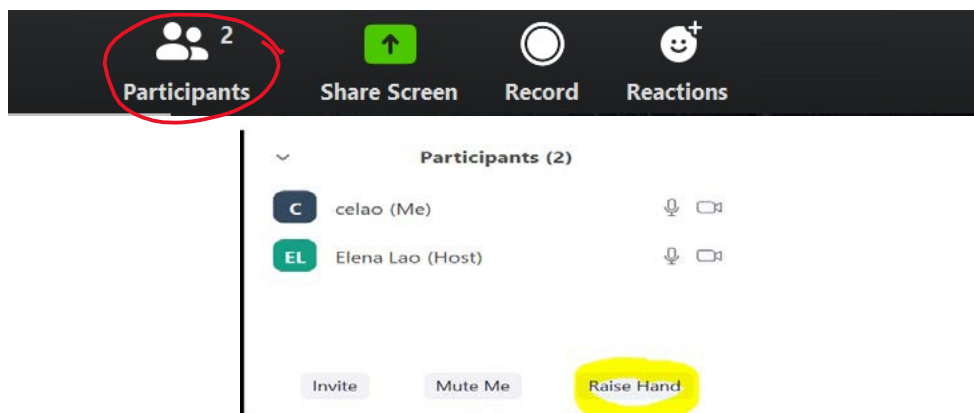 2
Participants Share Screen Record Reactions
Participants (2)
C celao (Me)
EL Elena Lao (Host)
Invite Mute Me Raise Hand